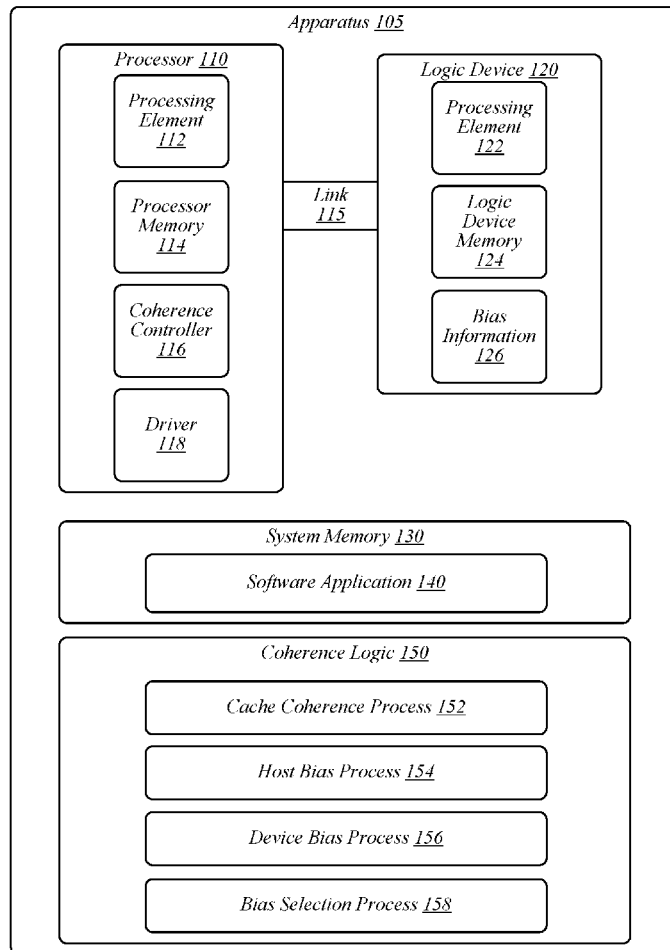 Apparatus 105
Processor 110
Processing
Element
112
Processor
Memory
114
Coherence
Controller
116
Driver
118
Link
115
Logic Device 120
Processing
Element
122
Logic
Device
Memory
124
Bias
Information
126
System Memory 130
Software Application 140
Coherence Logic 150
Cache Coherence Process 152
Host Bias Process 154
Device Bias Process 156
Bias Selection Process 158